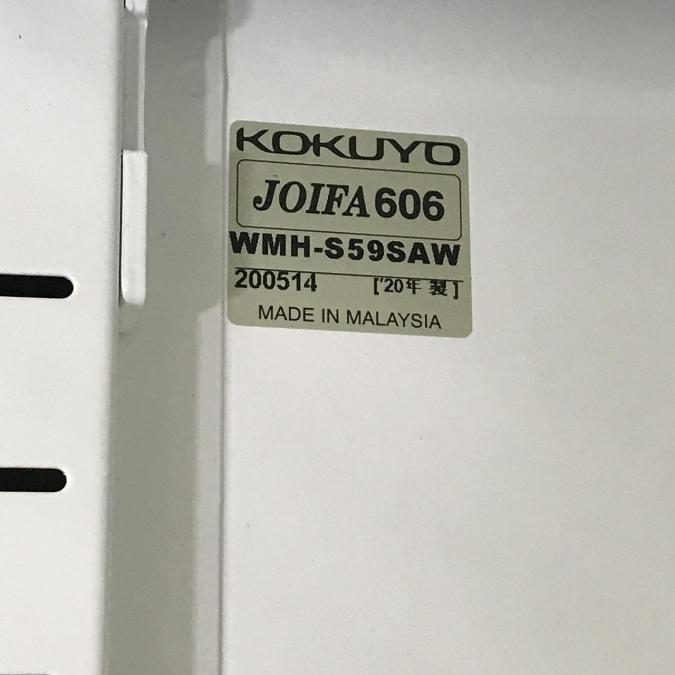 KOKUYO
JOIFA606
WMH-S59SAW
200514 ['20年 製]
MADE IN MALAYSIA